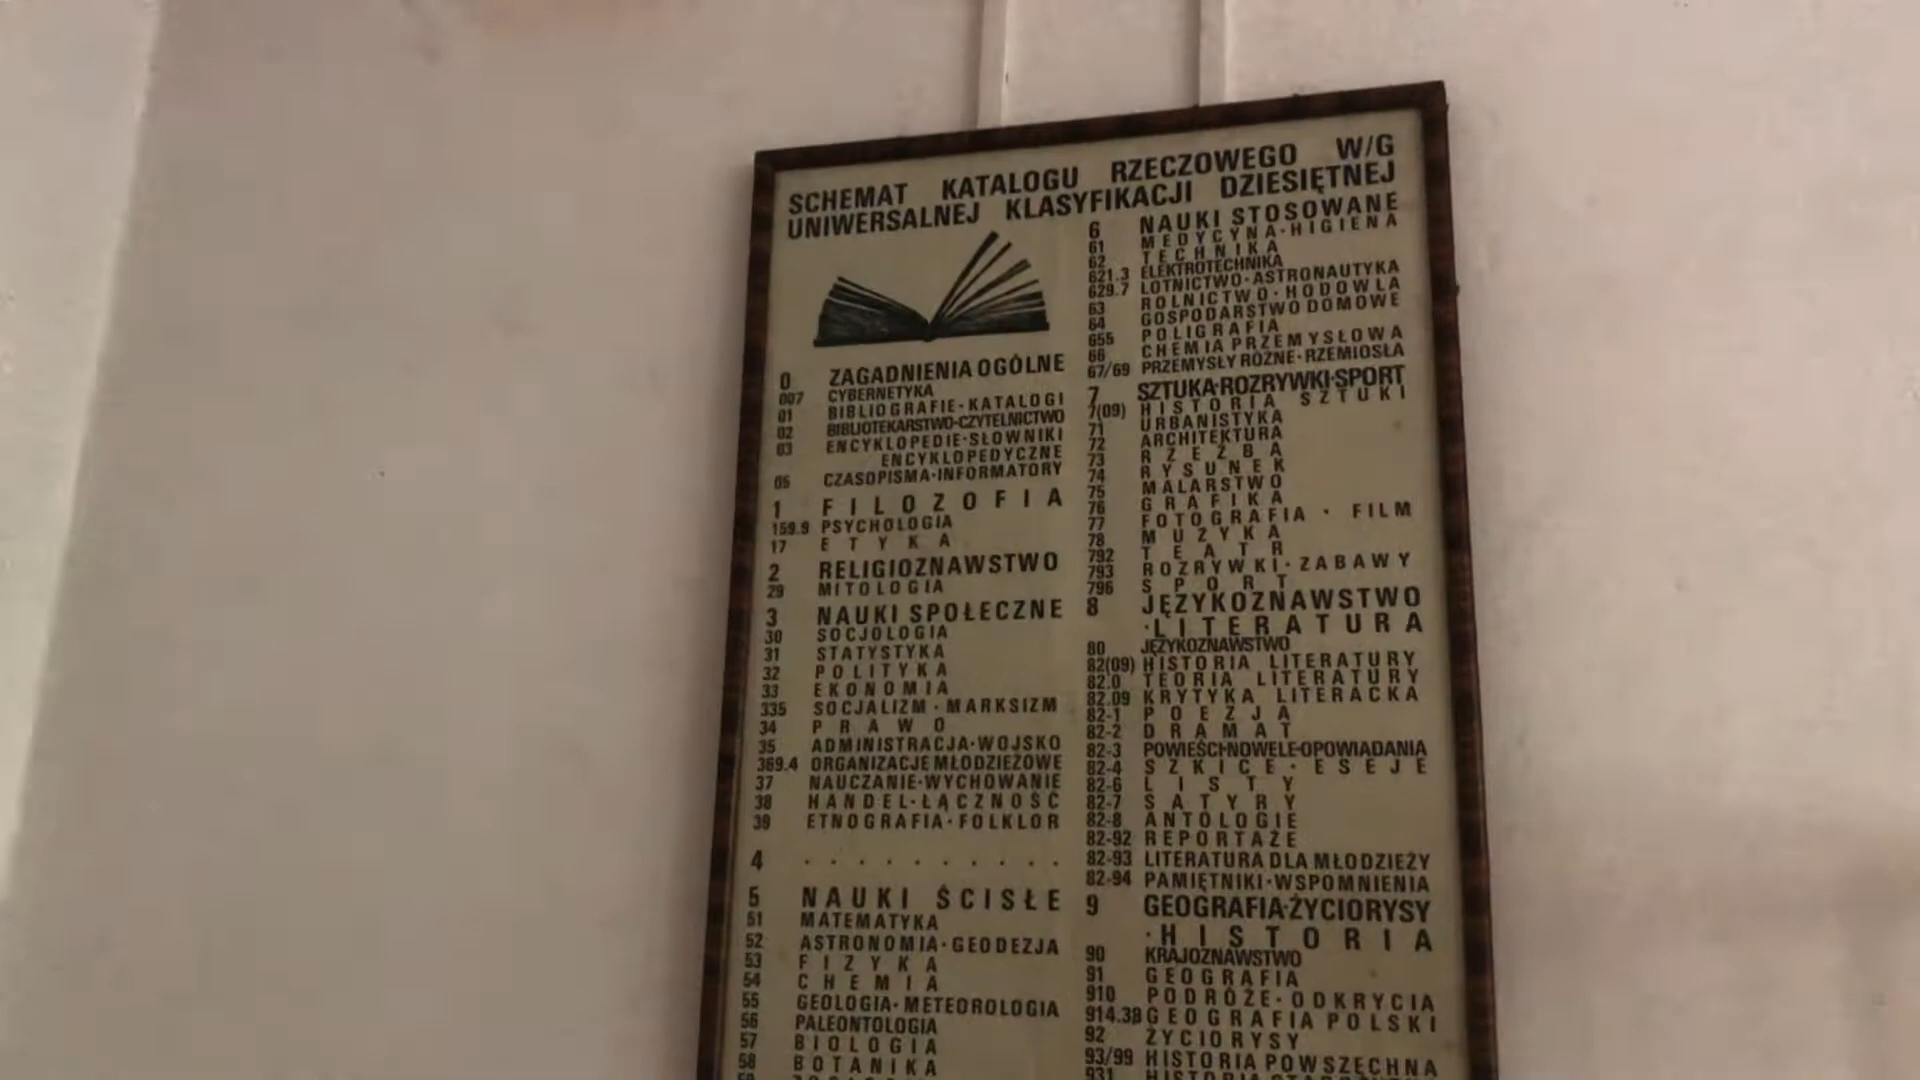 SCHEMAT KATALOGU RZECZOWEGO W/G
UNIWERSALNEJ KLASYFIKACJI DZIESIĘTNEJ
0 ZAGADNIENIA OGÓLNE
007 CYBERNETYKA
01 BIBLIOGRAFIE·KATALOGI
02 BIBLIOTEKARSTWO·CZYTELNICTWO
03 ENCYKLOPEDIE·SŁOWNIKI
ENCYKLOPEDYCZNE
05 CZASOPISMA·INFORMATORY
1 FILOZOFIA
159.9 PSYCHOLOGIA
17 ETYKA
2 RELIGIOZNAWSTWO
29 MITOLOGIA
3 NAUKI SPOŁECZNE
30 SOCJOLOGIA
31 STATYSTYKA
32 POLITYKA
33 EKONOMIA
335 SOCJALIZM·MARKSIZM
34 PRAWO
35 ADMINISTRACJA·WOJSKO
369.4 ORGANIZACJE MŁODZIEŻOWE
37 NAUCZANIE·WYCHOWANIE
38 HANDEL·ŁĄCZNOŚĆ
39 ETNOGRAFIA·FOLKLOR
4 . . . . . . . . . .
5 NAUKI ŚCISŁE
51 MATEMATYKA
52 ASTRONOMIA·GEODEZJA
53 FIZYKA
54 CHEMIA
55 GEOLOGIA·METEOROLOGIA
56 PALEONTOLOGIA
57 BIOLOGIA
58 BOTANIKA
6 NAUKI STOSOWANE
61 MEDYCYNA·HIGIENA
62 TECHNIKA
621.3 ELEKTROTECHNIKA
629.7 LOTNICTWO·ASTRONAUTYKA
63 ROLNICTWO·HODOWLA
64 GOSPODARSTWO DOMOWE
655 POLIGRAFIA
66 CHEMIA PRZEMYSŁOWA
67/69 PRZEMYSŁY RÓŻNE·RZEMIOSŁA
7 SZTUKA·ROZRYWKI·SPORT
7(09) HISTORIA SZTUKI
71 URBANISTYKA
72 ARCHITEKTURA
73 RZEŹBA
74 RYSUNEK
75 MALARSTWO
76 GRAFIKA
77 FOTOGRAFIA · FILM
78 MUZYKA
792 TEATR
793 ROZRYWKI·ZABAWY
796 SPORT
8 JĘZYKOZNAWSTWO
·LITERATURA
80 JĘZYKOZNAWSTWO
82(09) HISTORIA LITERATURY
82.0 TEORIA LITERATURY
82.09 KRYTYKA LITERACKA
82-1 POEZJA
82-2 DRAMAT
82-3 POWIEŚCI·NOWELE·OPOWIADANIA
82-4 SZKICE·ESEJE
82-6 LISTY
82-7 SATYRY
82-8 ANTOLOGIE
82-92 REPORTAŻE
82-93 LITERATURA DLA MŁODZIEŻY
82-94 PAMIĘTNIKI·WSPOMNIENIA
9 GEOGRAFIA·ŻYCIORYSY
·HISTORIA
90 KRAJOZNAWSTWO
91 GEOGRAFIA
910 PODRÓŻE·ODKRYCIA
914.38 GEOGRAFIA POLSKI
92 ŻYCIORYSY
93/99 HISTORIA POWSZECHNA
931 HISTORIA